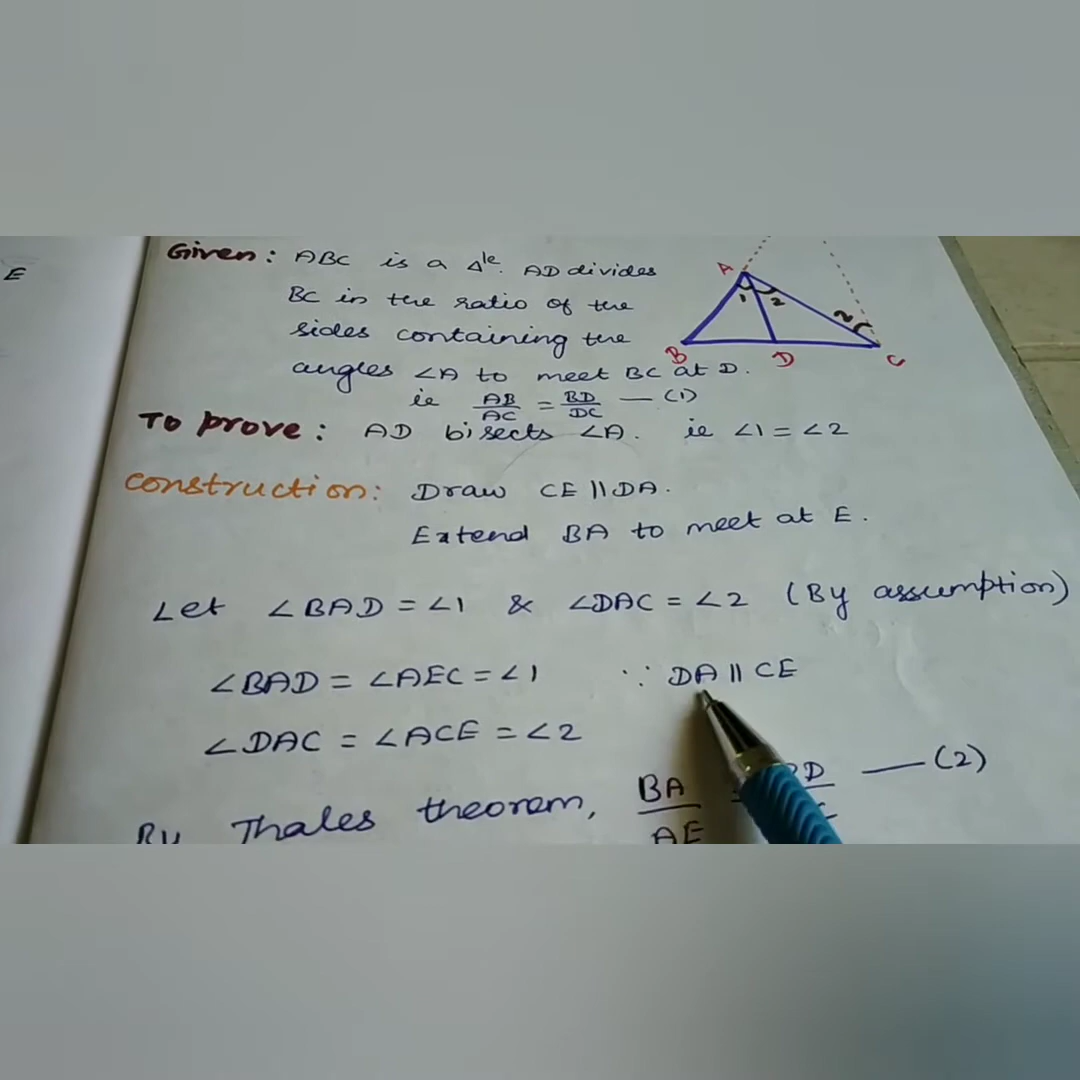 E
Given: ABC is a Δle. AD divides
BC in the ratio of the
sides containing the
angles ∠A to meet BC at D.
ie AB/AC = BD/DC — (1)
A
1 2
2
B D C
To prove: AD bisects ∠A. ie ∠1 = ∠2
Construction: Draw CE || DA.
Extend BA to meet at E.
Let ∠BAD = ∠1 & ∠DAC = ∠2 (By assumption)
∠BAD = ∠AEC = ∠1 ∵ DA || CE
∠DAC = ∠ACE = ∠2
By Thales theorem, BA/AE = — (2)